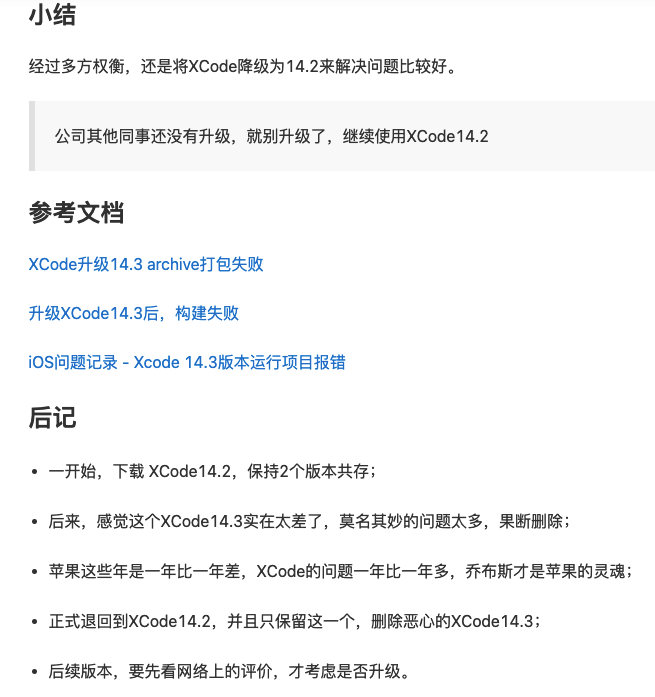 小结
经过多方权衡，还是将XCode降级为14.2来解决问题比较好。
公司其他同事还没有升级，就别升级了，继续使用XCode14.2
参考文档
XCode升级14.3 archive打包失败
升级XCode14.3后，构建失败
iOS问题记录 - Xcode 14.3版本运行项目报错
后记
• 一开始，下载 XCode14.2，保持2个版本共存；
• 后来，感觉这个XCode14.3实在太差了，莫名其妙的问题太多，果断删除；
• 苹果这些年是一年比一年差，XCode的问题一年比一年多，乔布斯才是苹果的灵魂；
• 正式退回到XCode14.2，并且只保留这一个，删除恶心的XCode14.3；
• 后续版本，要先看网络上的评价，才考虑是否升级。